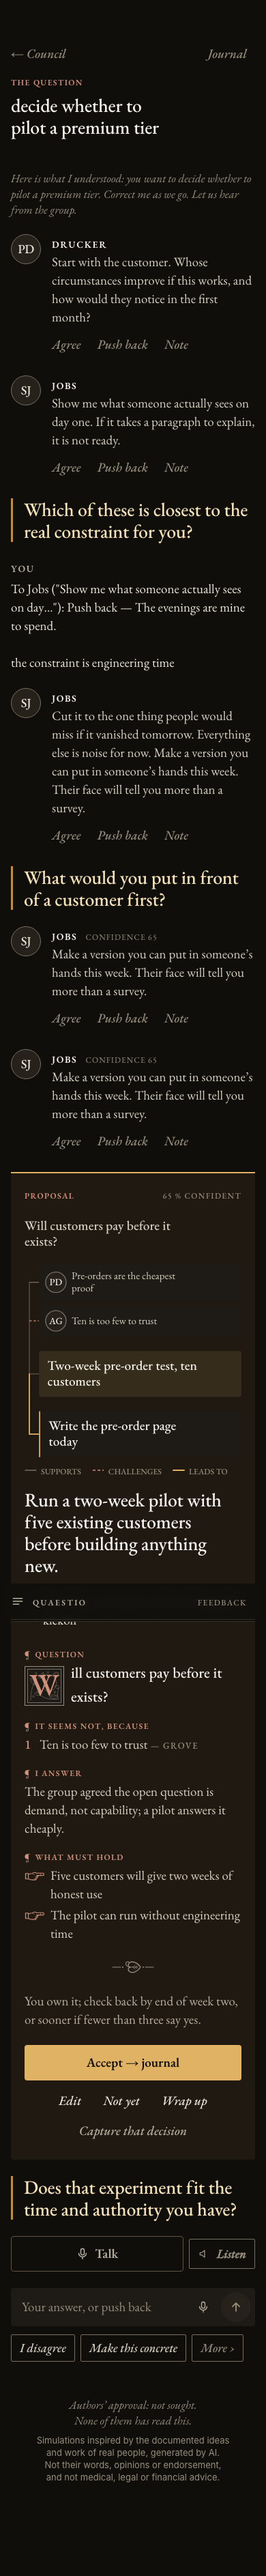 ← Council Journal
THE QUESTION
decide whether to
pilot a premium tier
Here is what I understood: you want to decide whether to
pilot a premium tier. Correct me as we go. Let us hear
from the group.
PD DRUCKER
Start with the customer. Whose
circumstances improve if this works, and
how would they notice in the first
month?
Agree Push back Note
SJ JOBS
Show me what someone actually sees on
day one. If it takes a paragraph to explain,
it is not ready.
Agree Push back Note
Which of these is closest to the
real constraint for you?
YOU
To Jobs ("Show me what someone actually sees
on day…"): Push back — The evenings are mine
to spend.
the constraint is engineering time
SJ JOBS
Cut it to the one thing people would
miss if it vanished tomorrow. Everything
else is noise for now. Make a version you
can put in someone’s hands this week.
Their face will tell you more than a
survey.
Agree Push back Note
What would you put in front
of a customer first?
SJ JOBS CONFIDENCE 65
Make a version you can put in someone’s
hands this week. Their face will tell you
more than a survey.
Agree Push back Note
SJ JOBS CONFIDENCE 65
Make a version you can put in someone’s
hands this week. Their face will tell you
more than a survey.
Agree Push back Note
PROPOSAL 65 % CONFIDENT
Will customers pay before it
exists?
PD Pre-orders are the cheapest
proof
AG Ten is too few to trust
Two-week pre-order test, ten
customers
Write the pre-order page
today
SUPPORTS CHALLENGES LEADS TO
Run a two-week pilot with
five existing customers
before building anything
new.
QUAESTIO FEEDBACK
kickoff
¶ QUESTION
Will customers pay before it
exists?
¶ IT SEEMS NOT, BECAUSE
1 Ten is too few to trust — GROVE
¶ I ANSWER
The group agreed the open question is
demand, not capability; a pilot answers it
cheaply.
¶ WHAT MUST HOLD
☞ Five customers will give two weeks of
honest use
☞ The pilot can run without engineering
time
You own it; check back by end of week two,
or sooner if fewer than three say yes.
Accept → journal
Edit Not yet Wrap up
Capture that decision
Does that experiment fit the
time and authority you have?
Talk Listen
Your answer, or push back
I disagree Make this concrete More ›
Authors’ approval: not sought.
None of them has read this.
Simulations inspired by the documented ideas
and work of real people, generated by AI.
Not their words, opinions or endorsement,
and not medical, legal or financial advice.